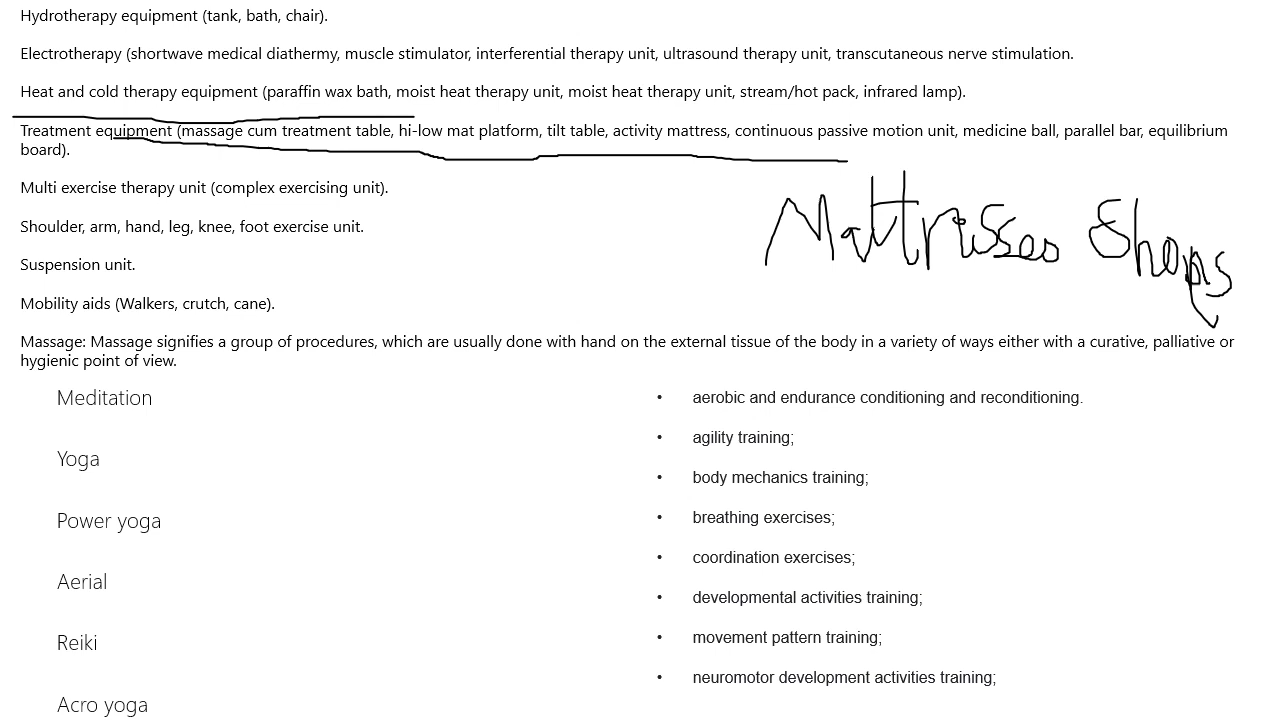 Hydrotherapy equipment (tank, bath, chair).
Electrotherapy (shortwave medical diathermy, muscle stimulator, interferential therapy unit, ultrasound therapy unit, transcutaneous nerve stimulation.
Heat and cold therapy equipment (paraffin wax bath, moist heat therapy unit, moist heat therapy unit, stream/hot pack, infrared lamp).
Treatment equipment (massage cum treatment table, hi-low mat platform, tilt table, activity mattress, continuous passive motion unit, medicine ball, parallel bar, equilibrium
board).
Multi exercise therapy unit (complex exercising unit).
Mattrisses Shops
Shoulder, arm, hand, leg, knee, foot exercise unit.
Suspension unit.
Mobility aids (Walkers, crutch, cane).
Massage: Massage signifies a group of procedures, which are usually done with hand on the external tissue of the body in a variety of ways either with a curative, palliative or
hygienic point of view.
Meditation
Yoga
Power yoga
Aerial
Reiki
Acro yoga
• aerobic and endurance conditioning and reconditioning.
• agility training;
• body mechanics training;
• breathing exercises;
• coordination exercises;
• developmental activities training;
• movement pattern training;
• neuromotor development activities training;